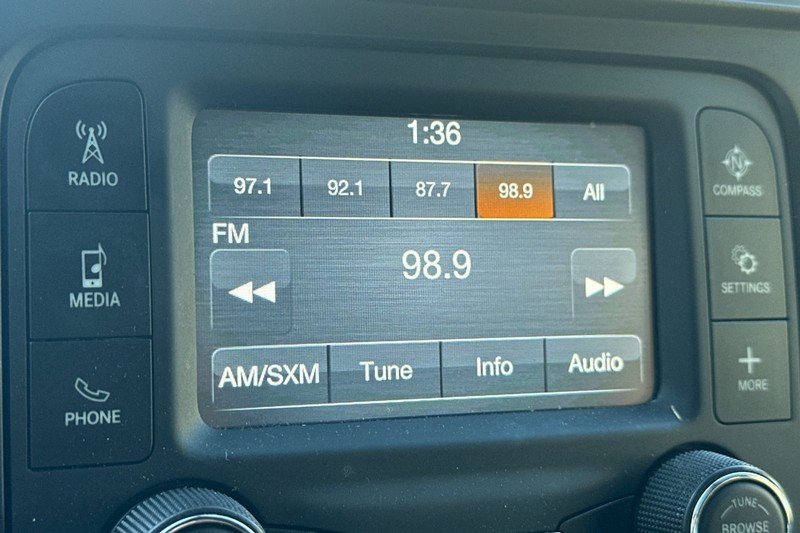 1:36
97.1 92.1 87.7 98.9 All
FM
98.9
AM/SXM Tune Info Audio
RADIO
MEDIA
PHONE
N
COMPASS
SETTINGS
MORE
TUNE
BROWSE